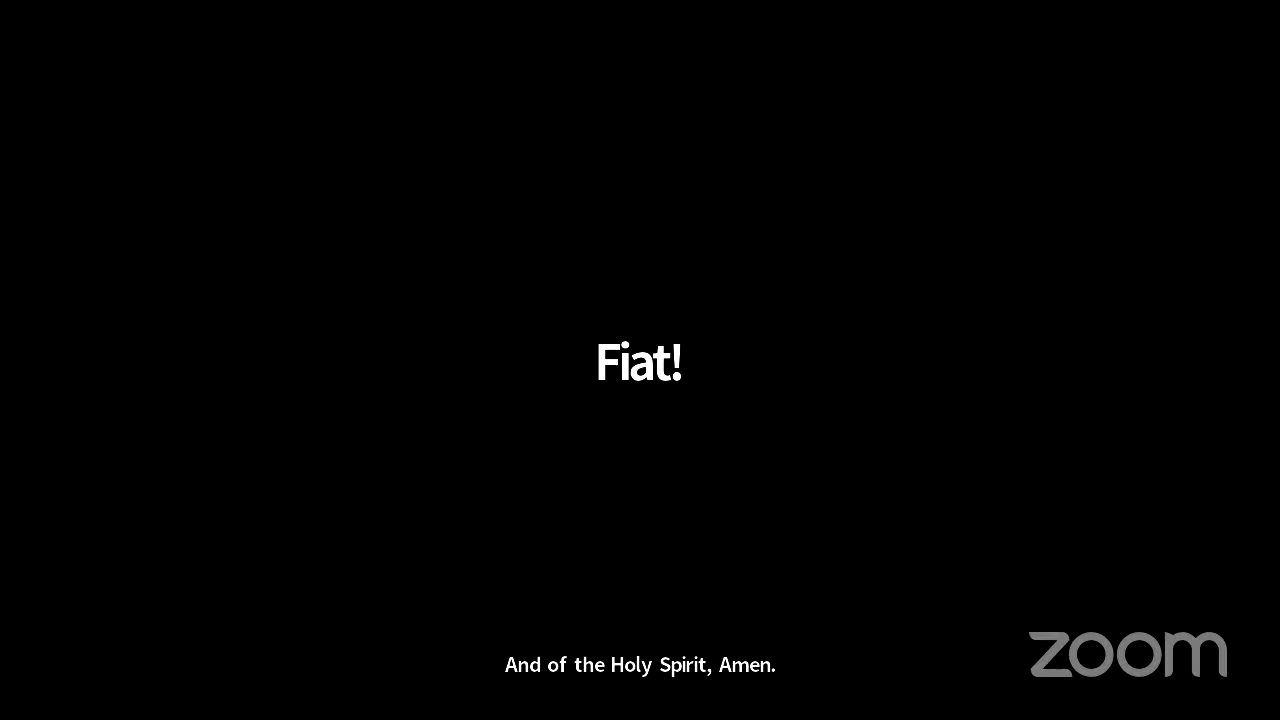 Fiat!
And of the Holy Spirit, Amen.
zoom